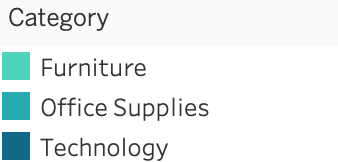 Category
Furniture
Office Supplies
Technology